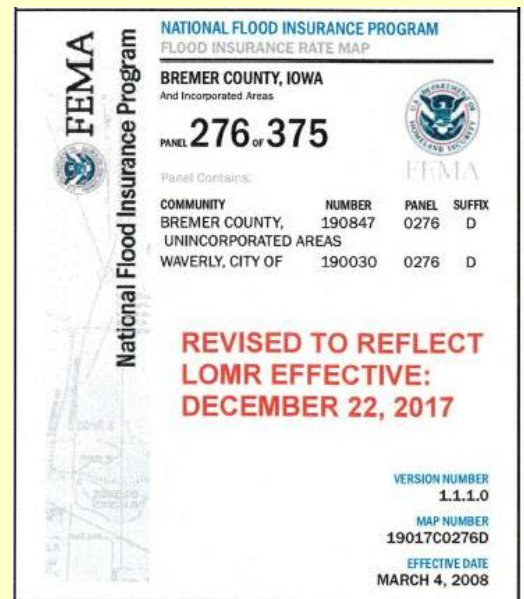 FEMA
National Flood Insurance Program
NATIONAL FLOOD INSURANCE PROGRAM
FLOOD INSURANCE RATE MAP
BREMER COUNTY, IOWA
And Incorporated Areas
PANEL 276 OF 375
FEMA
Panel Contains:
COMMUNITY NUMBER PANEL SUFFIX
BREMER COUNTY, 190847 0276 D
UNINCORPORATED AREAS
WAVERLY, CITY OF 190030 0276 D
REVISED TO REFLECT
LOMR EFFECTIVE:
DECEMBER 22, 2017
VERSION NUMBER
1.1.1.0
MAP NUMBER
19017C0276D
EFFECTIVE DATE
MARCH 4, 2008